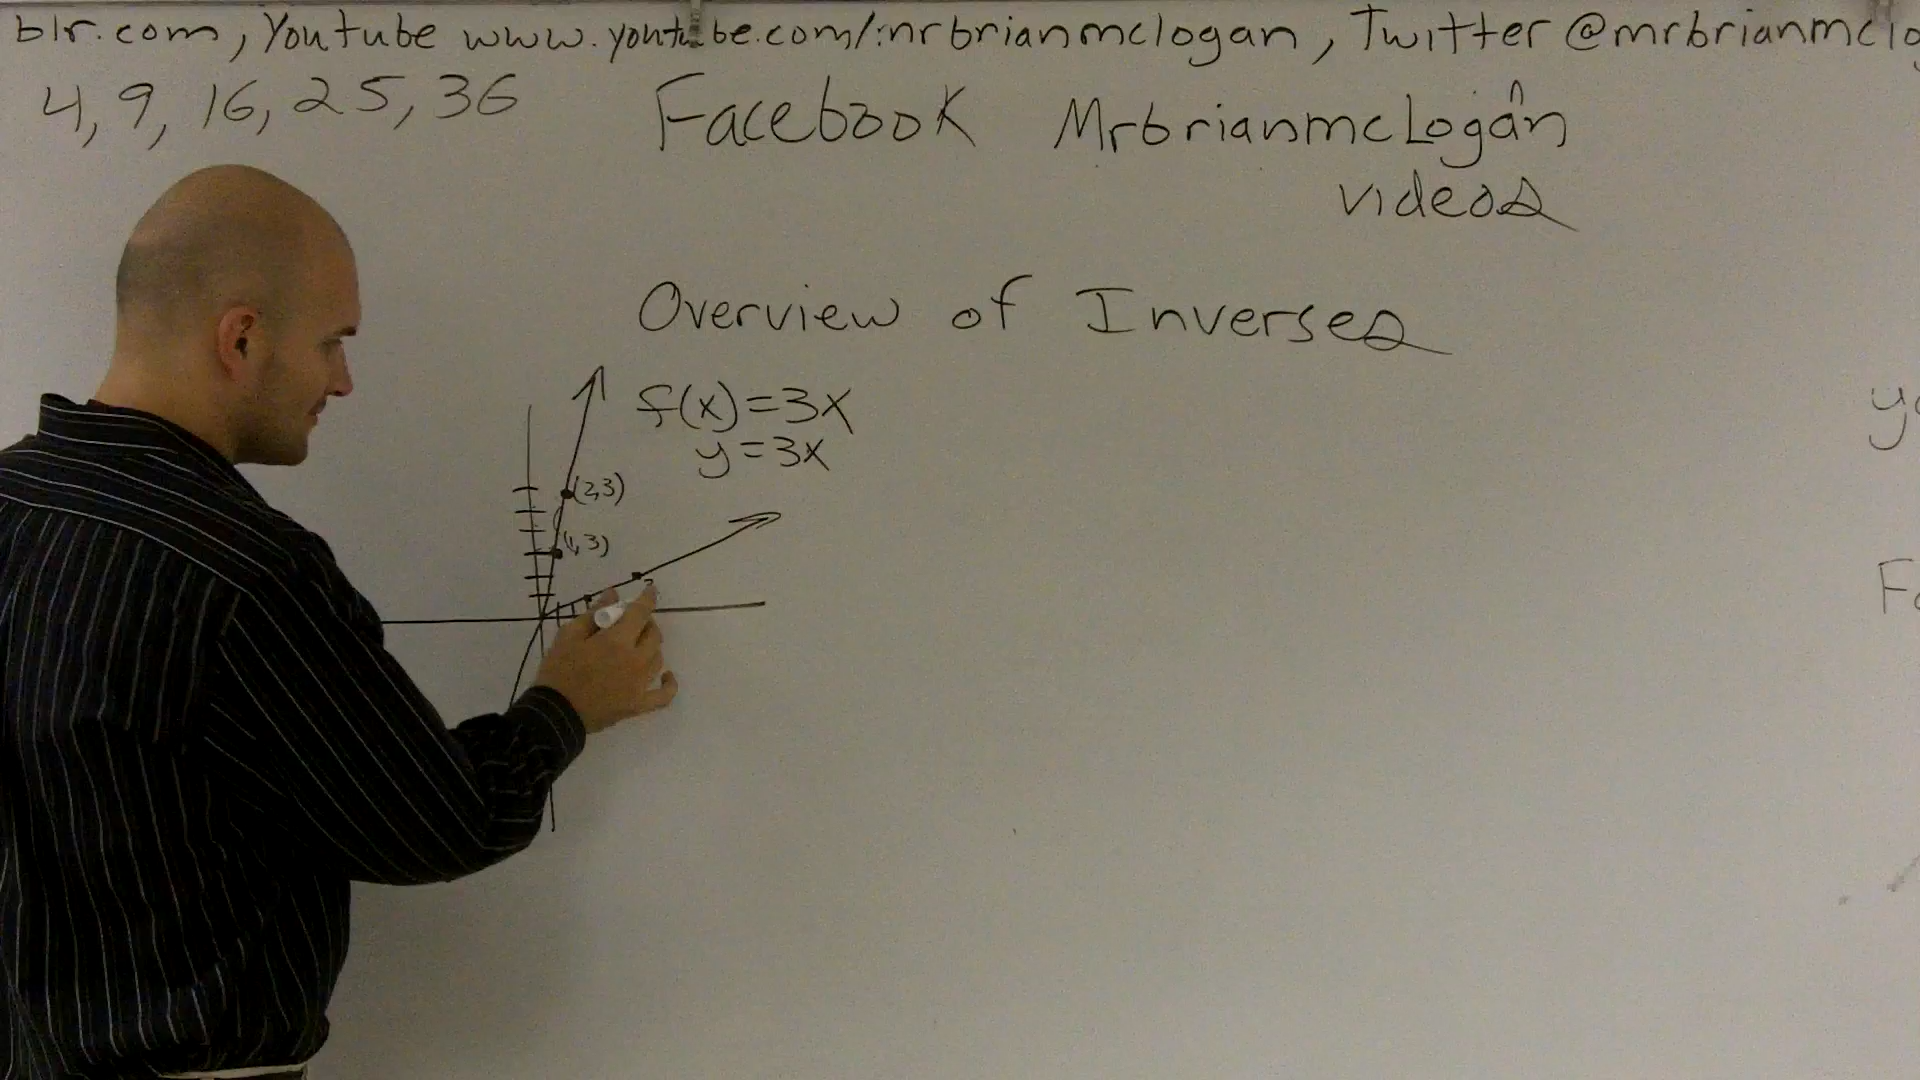 blr.com, Youtube www.youtube.com/mrbrianmclogan, Twitter @mrbrianmclo
4, 9, 16, 25, 36 Facebook MrbrianmcLogan
videos
Overview of Inverses
f(x)=3x
y=3x
(2,3)
(1,3)